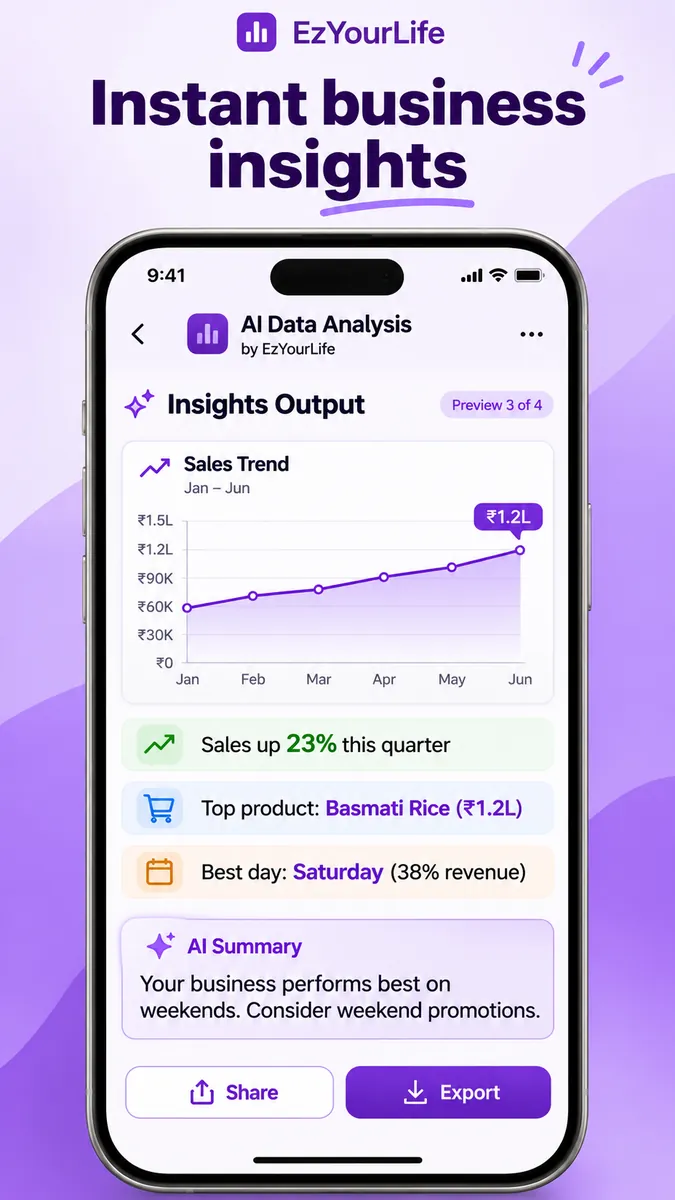 EzYourLife
Instant business
insights
9:41
AI Data Analysis
by EzYourLife
Insights Output
Preview 3 of 4
Sales Trend
Jan – Jun
₹1.2L
₹1.5L
₹1.2L
₹90K
₹60K
₹30K
₹0
Jan Feb Mar Apr May Jun
Sales up 23% this quarter
Top product: Basmati Rice (₹1.2L)
Best day: Saturday (38% revenue)
AI Summary
Your business performs best on
weekends. Consider weekend promotions.
Share
Export